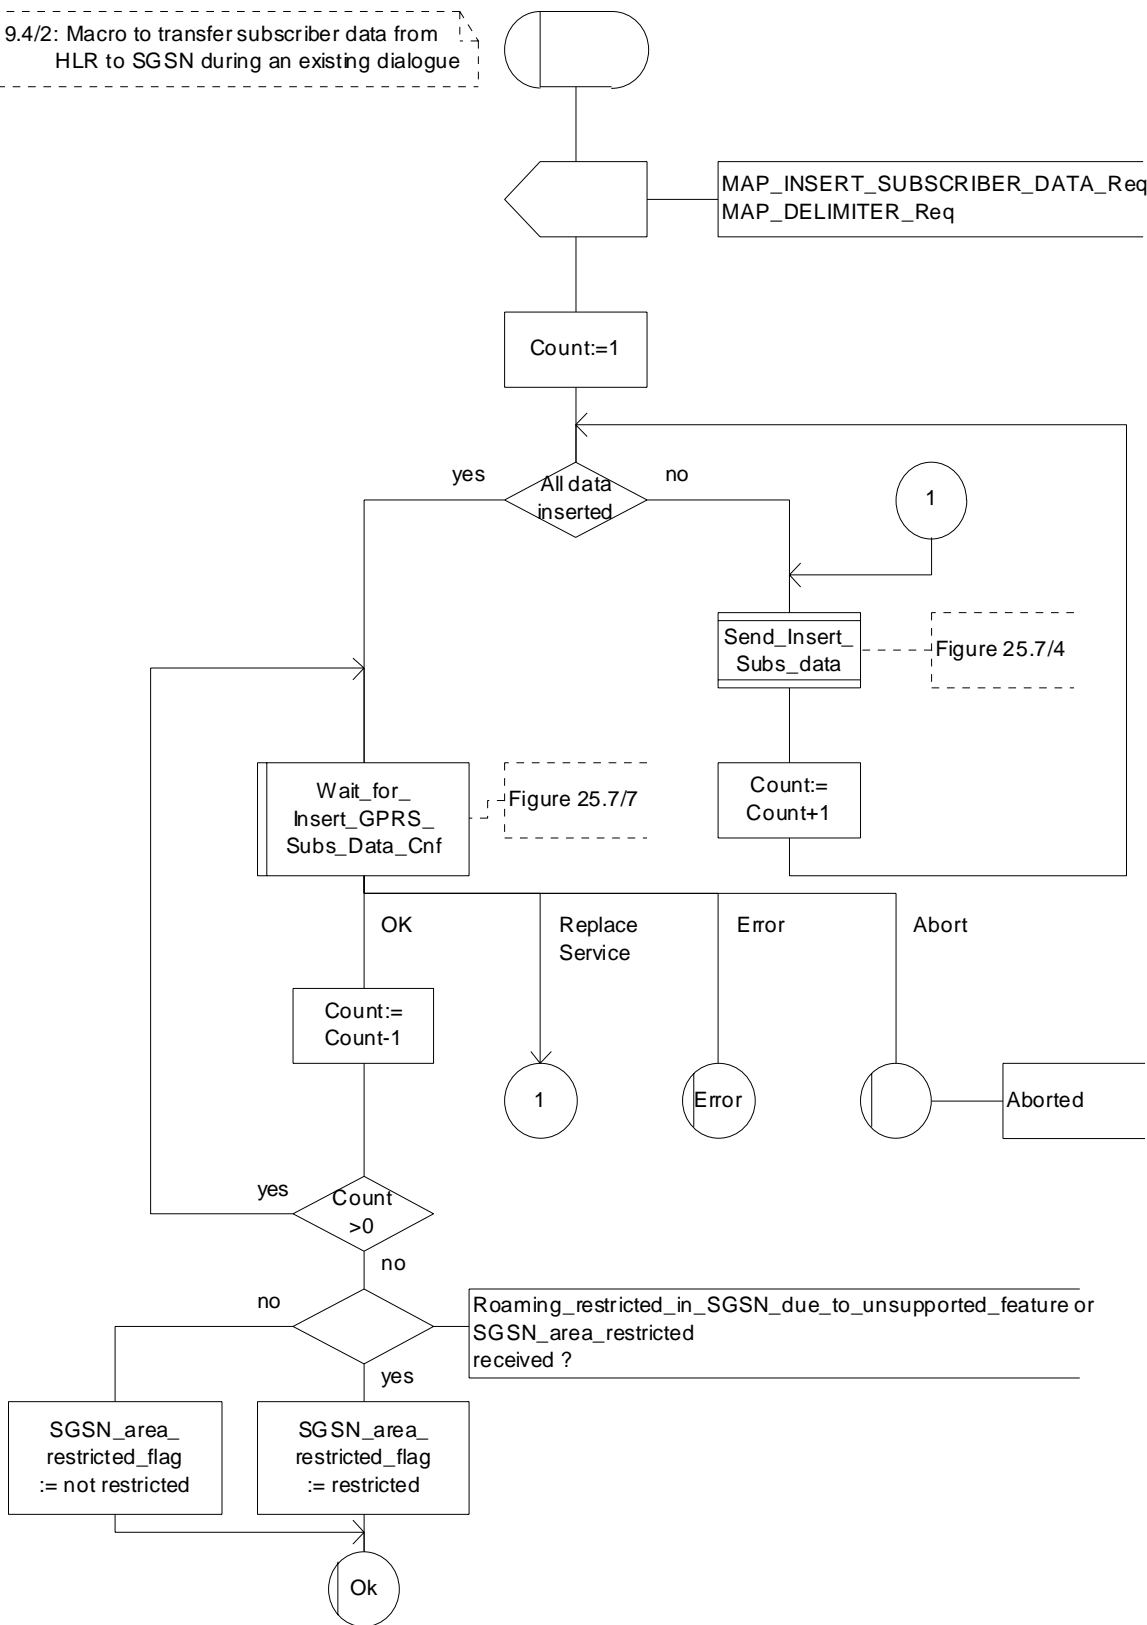 9.4/2: Macro to transfer subscriber data from
HLR to SGSN during an existing dialogue
MAP_INSERT_SUBSCRIBER_DATA_Req
MAP_DELIMITER_Req
Count:=1
yes
All data
inserted
no
1
Send_Insert_
Subs_data
Figure 25.7/4
Wait_for_
Insert_GPRS_
Subs_Data_Cnf
Figure 25.7/7
Count:=
Count+1
OK
Replace
Service
Error
Abort
Count:=
Count-1
1
Error
Aborted
yes
Count
>0
no
no
Roaming_restricted_in_SGSN_due_to_unsupported_feature or
SGSN_area_restricted
received ?
yes
SGSN_area_
restricted_flag
:= not restricted
SGSN_area_
restricted_flag
:= restricted
Ok